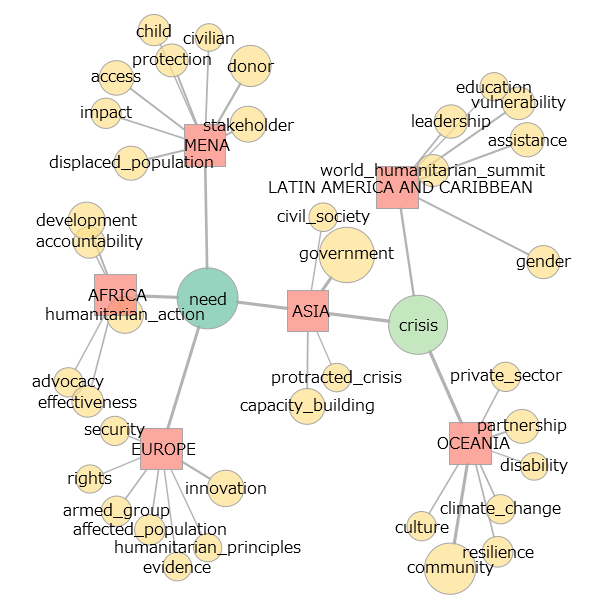 child
civilian
protection
donor
access
impact
stakeholder
MENA
displaced_population
education
vulnerability
leadership
assistance
world_humanitarian_summit
LATIN AMERICA AND CARIBBEAN
gender
civil_society
government
development
accountability
AFRICA
humanitarian_action
need
ASIA
crisis
advocacy
effectiveness
protracted_crisis
capacity_building
private_sector
partnership
OCEANIA
disability
climate_change
culture
resilience
community
security
EUROPE
rights
innovation
armed_group
affected_population
humanitarian_principles
evidence